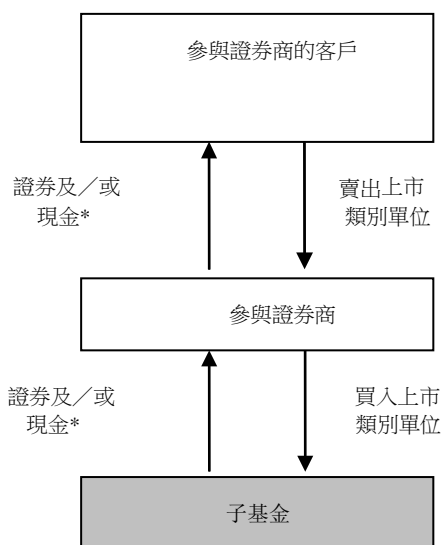 參與證券商的客戶
證券及／或
現金*
賣出上市
類別單位
參與證券商
證券及／或
現金*
買入上市
類別單位
子基金